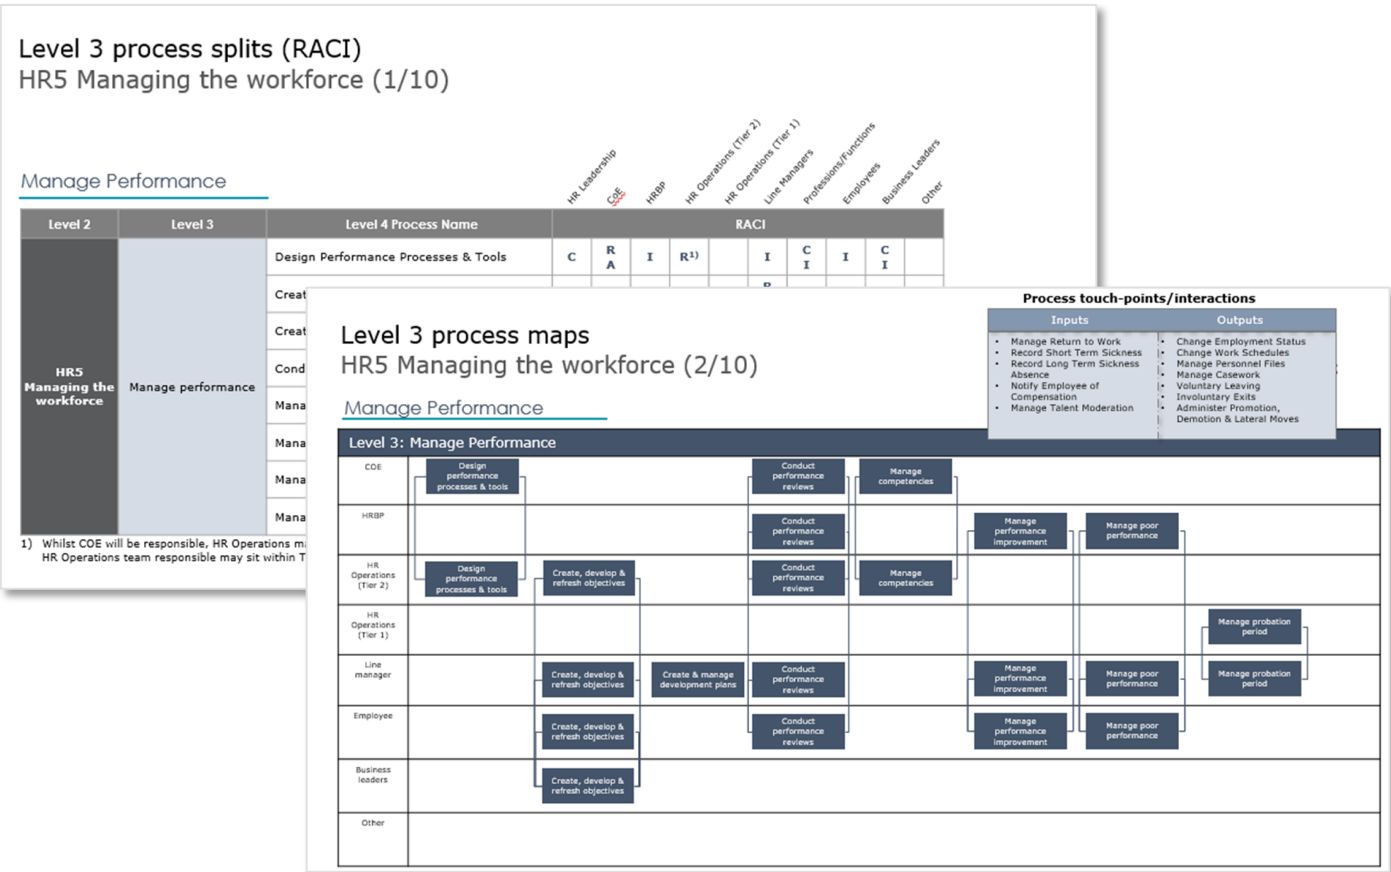 Level 3 process splits (RACI)
HR5 Managing the workforce (1/10)
Manage Performance
HR Leadership
CoE
HRBP
HR Operations (Tier 2)
HR Operations (Tier 1)
Line Managers
Professions/Functions
Employees
Business Leaders
Other
Level 2
Level 3
Level 4 Process Name
RACI
HR5
Managing the
workforce
Manage performance
Design Performance Processes & Tools
C
R
A
I
R1)
I
C
I
I
C
I
Creat
Creat
Cond
Mana
Mana
Mana
Mana
1) Whilst COE will be responsible, HR Operations m
HR Operations team responsible may sit within T
Level 3 process maps
HR5 Managing the workforce (2/10)
Manage Performance
Process touch-points/interactions
Inputs
• Manage Return to Work
• Record Short Term Sickness
• Record Long Term Sickness
Absence
• Notify Employee of
Compensation
• Manage Talent Moderation
Outputs
• Change Employment Status
• Change Work Schedules
• Manage Personnel Files
• Manage Casework
• Voluntary Leaving
• Involuntary Exits
• Administer Promotion,
Demotion & Lateral Moves
Level 3: Manage Performance
COE
Design
performance
processes & tools
Conduct
performance
reviews
Manage
competencies
HRBP
Conduct
performance
reviews
Manage
performance
improvement
Manage poor
performance
HR
Operations
(Tier 2)
Design
performance
processes & tools
Create, develop &
refresh objectives
Conduct
performance
reviews
Manage
competencies
HR
Operations
(Tier 1)
Manage probation
period
Line
manager
Create, develop &
refresh objectives
Create & manage
development plans
Conduct
performance
reviews
Manage
performance
improvement
Manage poor
performance
Manage probation
period
Employee
Create, develop &
refresh objectives
Conduct
performance
reviews
Manage
performance
improvement
Manage poor
performance
Business
leaders
Create, develop &
refresh objectives
Other